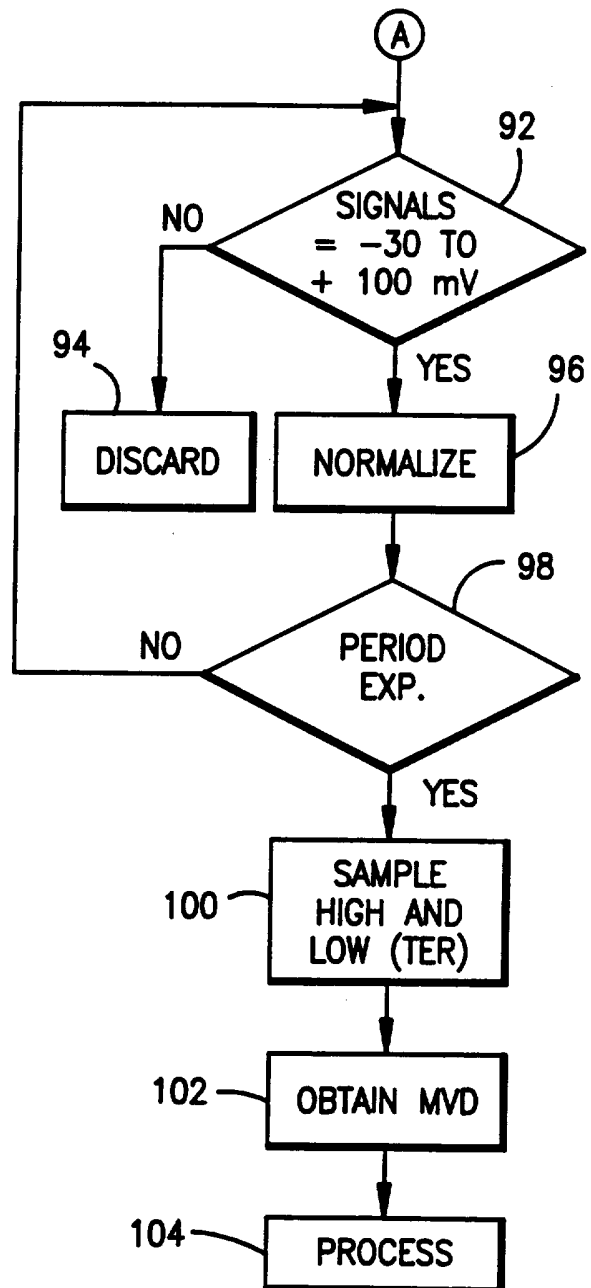 A
92
NO
SIGNALS
= -30 TO
+ 100 mV
94
YES
96
DISCARD
NORMALIZE
98
NO
PERIOD
EXP.
YES
100
SAMPLE
HIGH AND
LOW (TER)
102
OBTAIN MVD
104
PROCESS